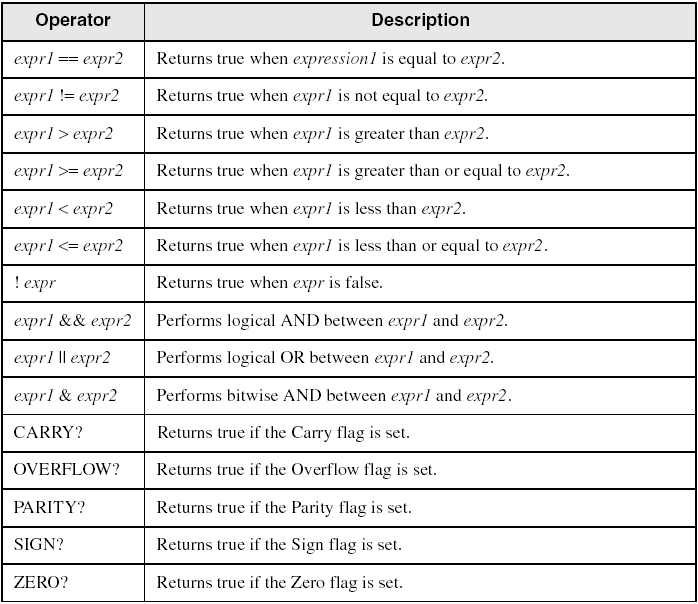 Operator Description
expr1 == expr2 Returns true when expression1 is equal to expr2.
expr1 != expr2 Returns true when expr1 is not equal to expr2.
expr1 > expr2 Returns true when expr1 is greater than expr2.
expr1 >= expr2 Returns true when expr1 is greater than or equal to expr2.
expr1 < expr2 Returns true when expr1 is less than expr2.
expr1 <= expr2 Returns true when expr1 is less than or equal to expr2.
! expr Returns true when expr is false.
expr1 && expr2 Performs logical AND between expr1 and expr2.
expr1 || expr2 Performs logical OR between expr1 and expr2.
expr1 & expr2 Performs bitwise AND between expr1 and expr2.
CARRY? Returns true if the Carry flag is set.
OVERFLOW? Returns true if the Overflow flag is set.
PARITY? Returns true if the Parity flag is set.
SIGN? Returns true if the Sign flag is set.
ZERO? Returns true if the Zero flag is set.